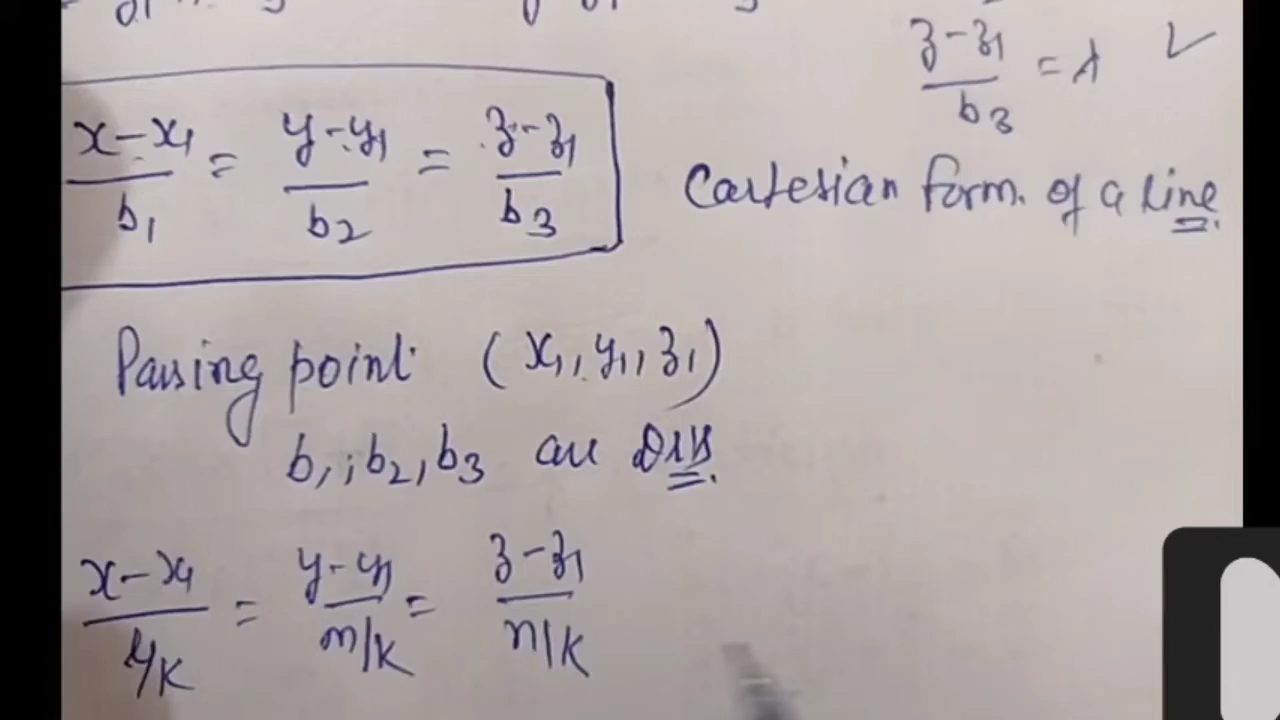 z-z1/b3 = λ ✓
x-x1/b1 = y-y1/b2 = z-z1/b3
Cartesian form. of a line
Passing point (x1, y1, z1)
b1, b2, b3 are DRS.
x-x1/l/K = y-y1/m/K = z-z1/n/K